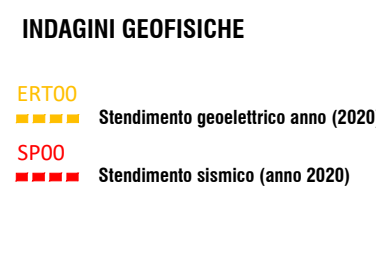 INDAGINI GEOFISICHE
ERT00
Stendimento geoelettrico anno (2020)
SP00
Stendimento sismico (anno 2020)